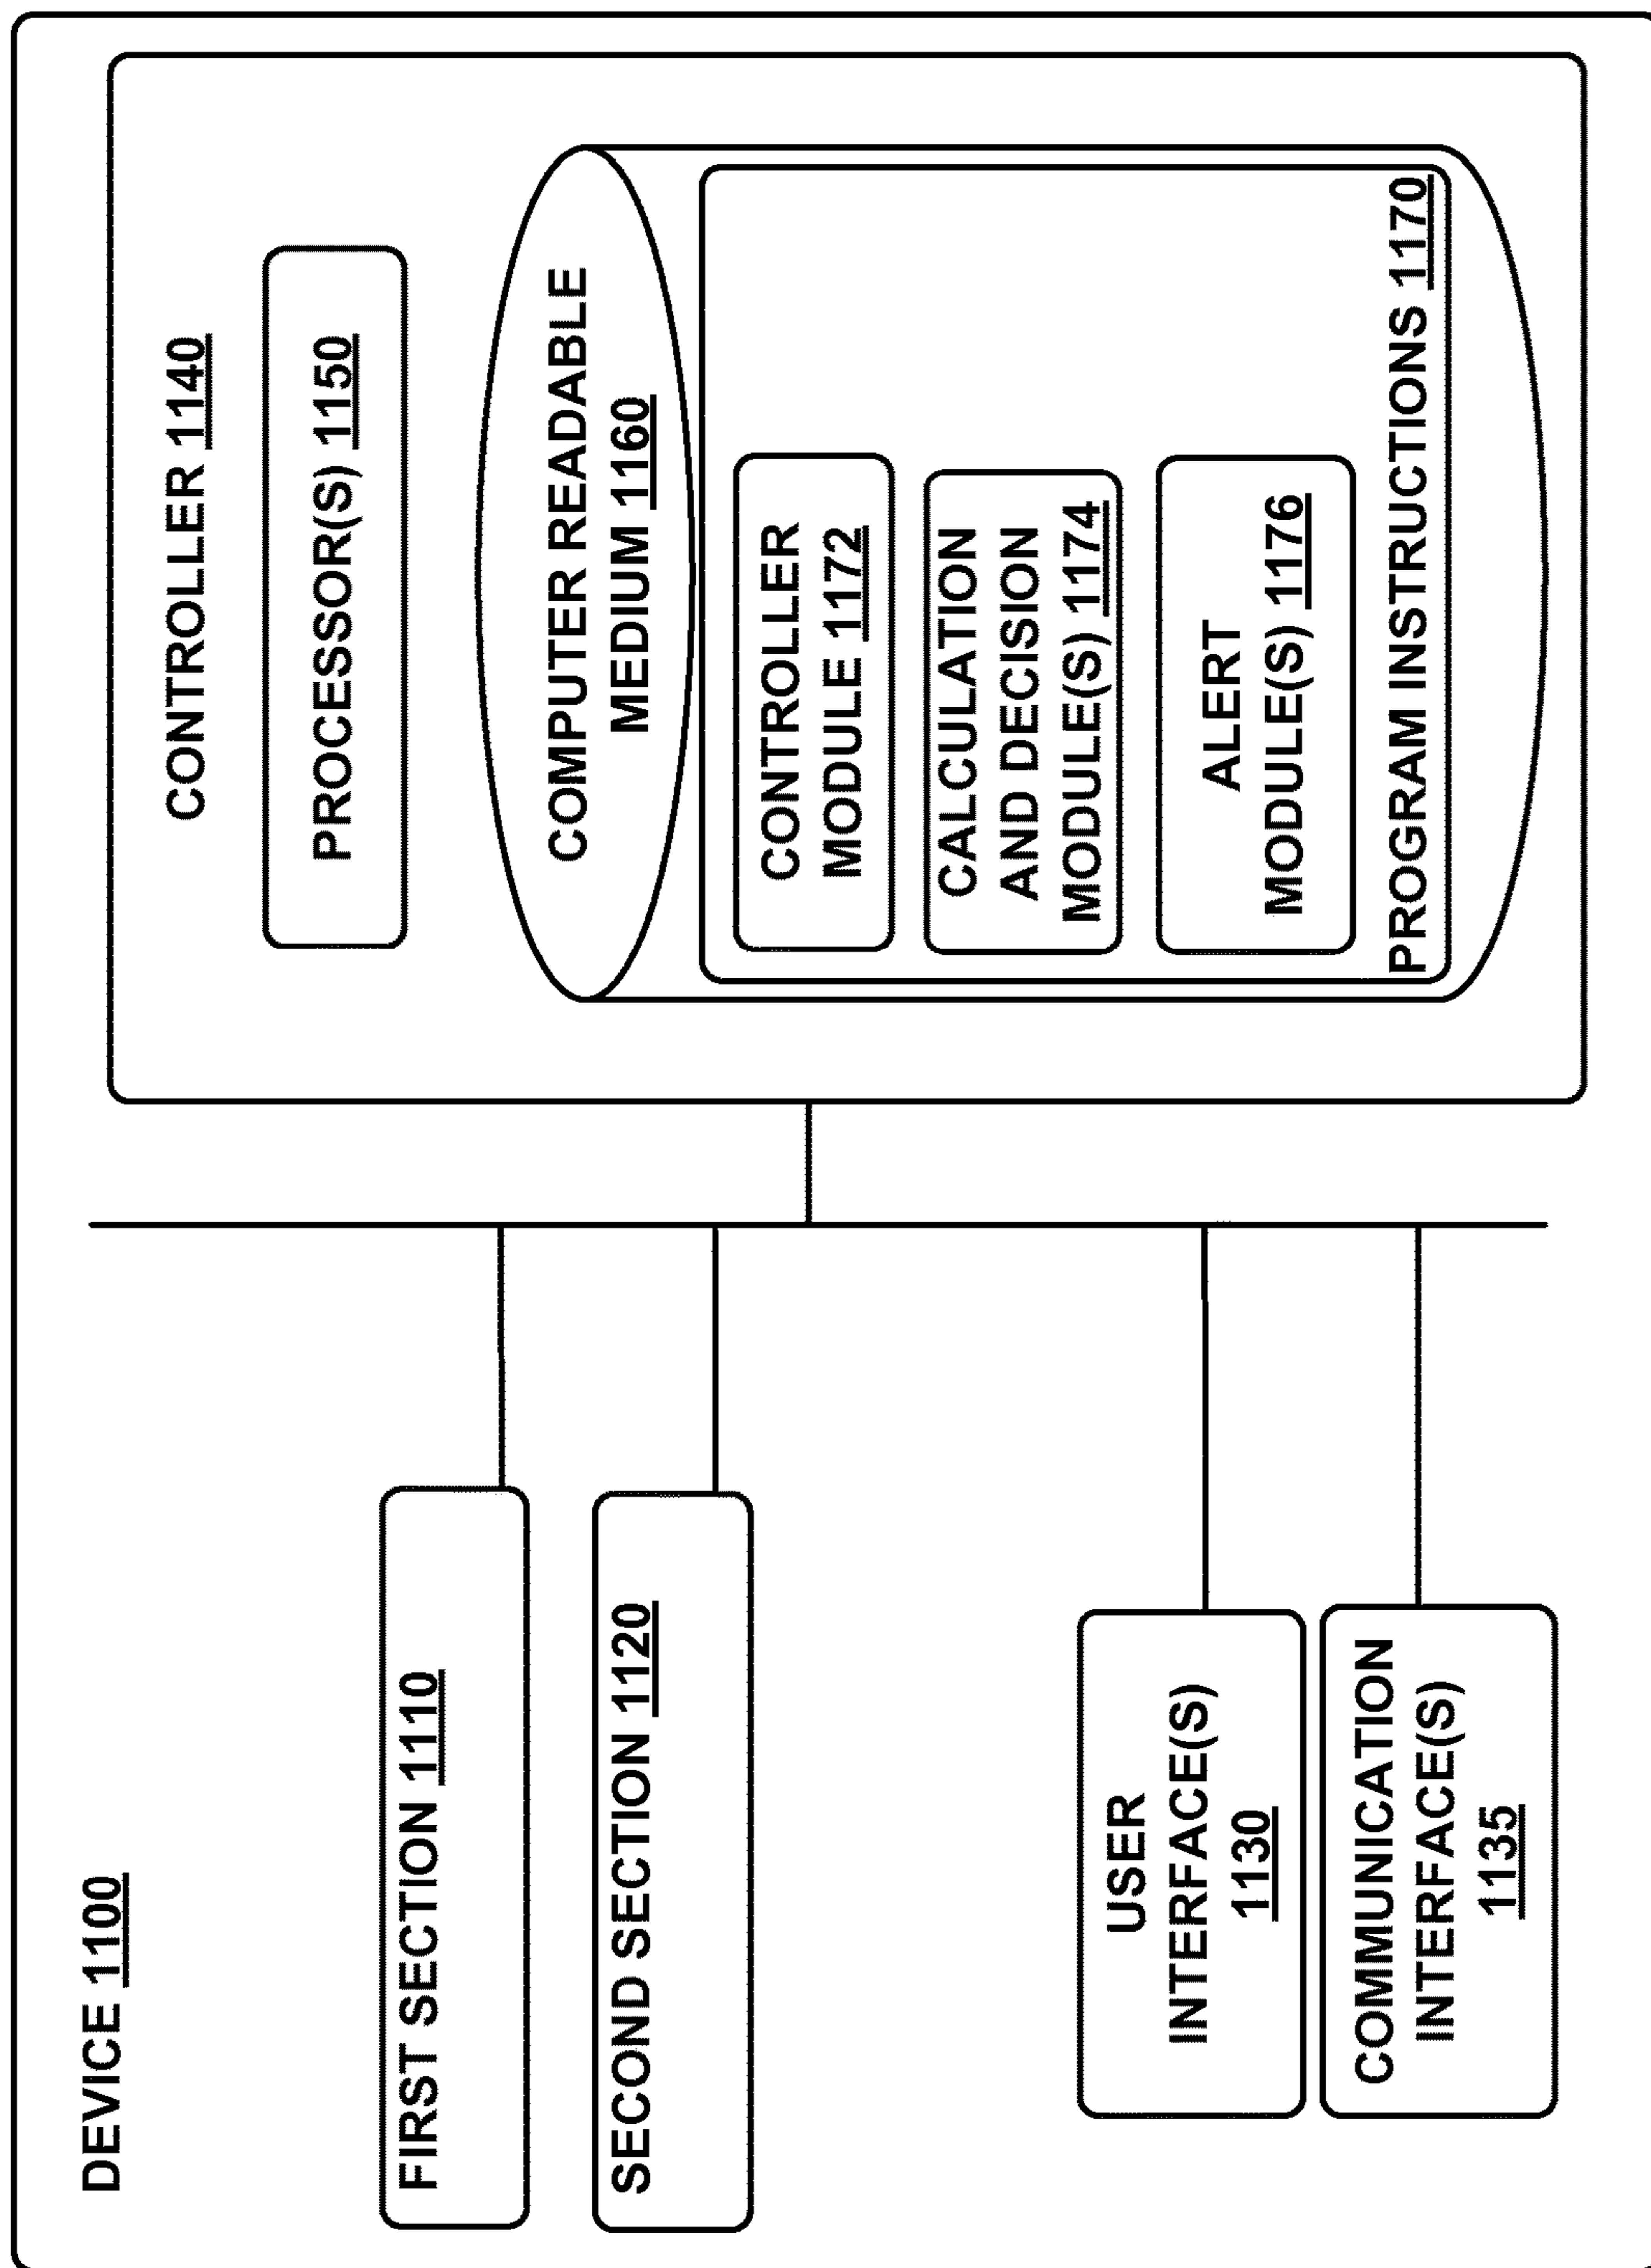 DEVICE 1100
FIRST SECTION 1110
SECOND SECTION 1120
USER
INTERFACE(S)
1130
COMMUNICATION
INTERFACE(S)
1135
CONTROLLER 1140
PROCESSOR(S) 1150
COMPUTER READABLE
MEDIUM 1160
CONTROLLER
MODULE 1172
CALCULATION
AND DECISION
MODULE(S) 1174
ALERT
MODULE(S) 1176
PROGRAM INSTRUCTIONS 1170